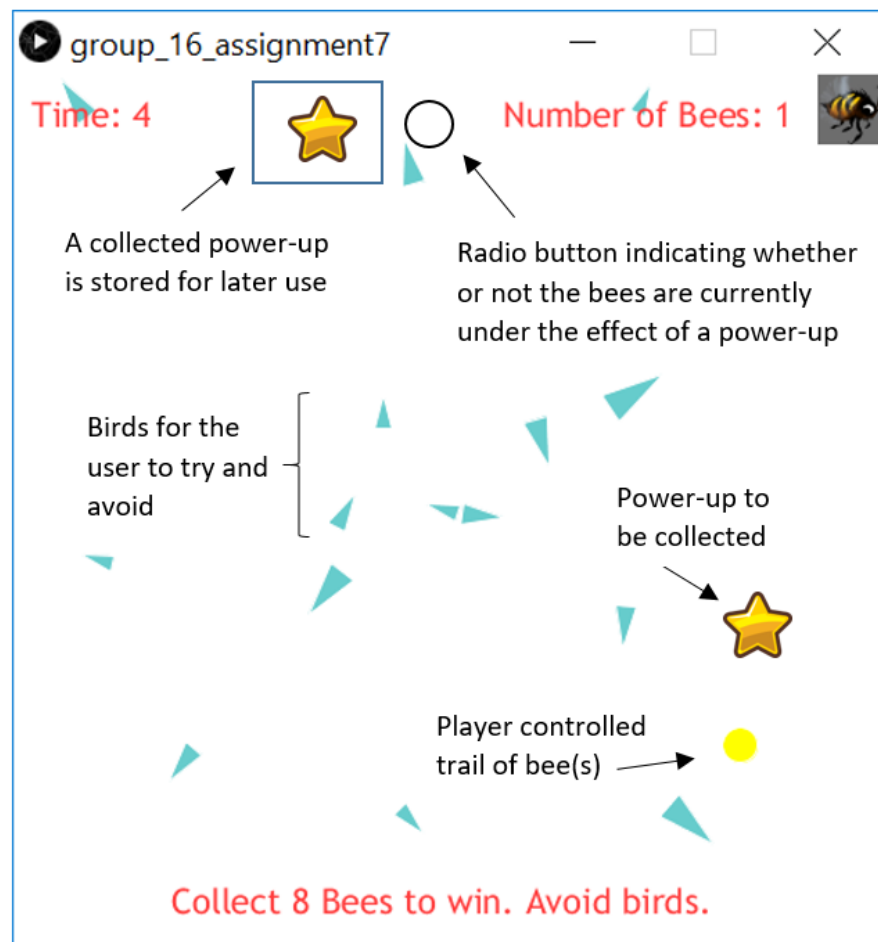 group_16_assignment7
Time: 4
Number of Bees: 1
A collected power-up
is stored for later use
Radio button indicating whether
or not the bees are currently
under the effect of a power-up
Birds for the
user to try and
avoid
Power-up to
be collected
Player controlled
trail of bee(s)
Collect 8 Bees to win. Avoid birds.